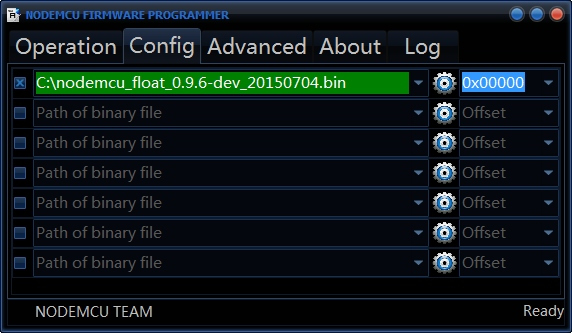 NODEMCU FIRMWARE PROGRAMMER
Operation Config Advanced About Log
C:\nodemcu_float_0.9.6-dev_20150704.bin 0x00000
Path of binary file Offset
Path of binary file Offset
Path of binary file Offset
Path of binary file Offset
Path of binary file Offset
Path of binary file Offset
NODEMCU TEAM Ready